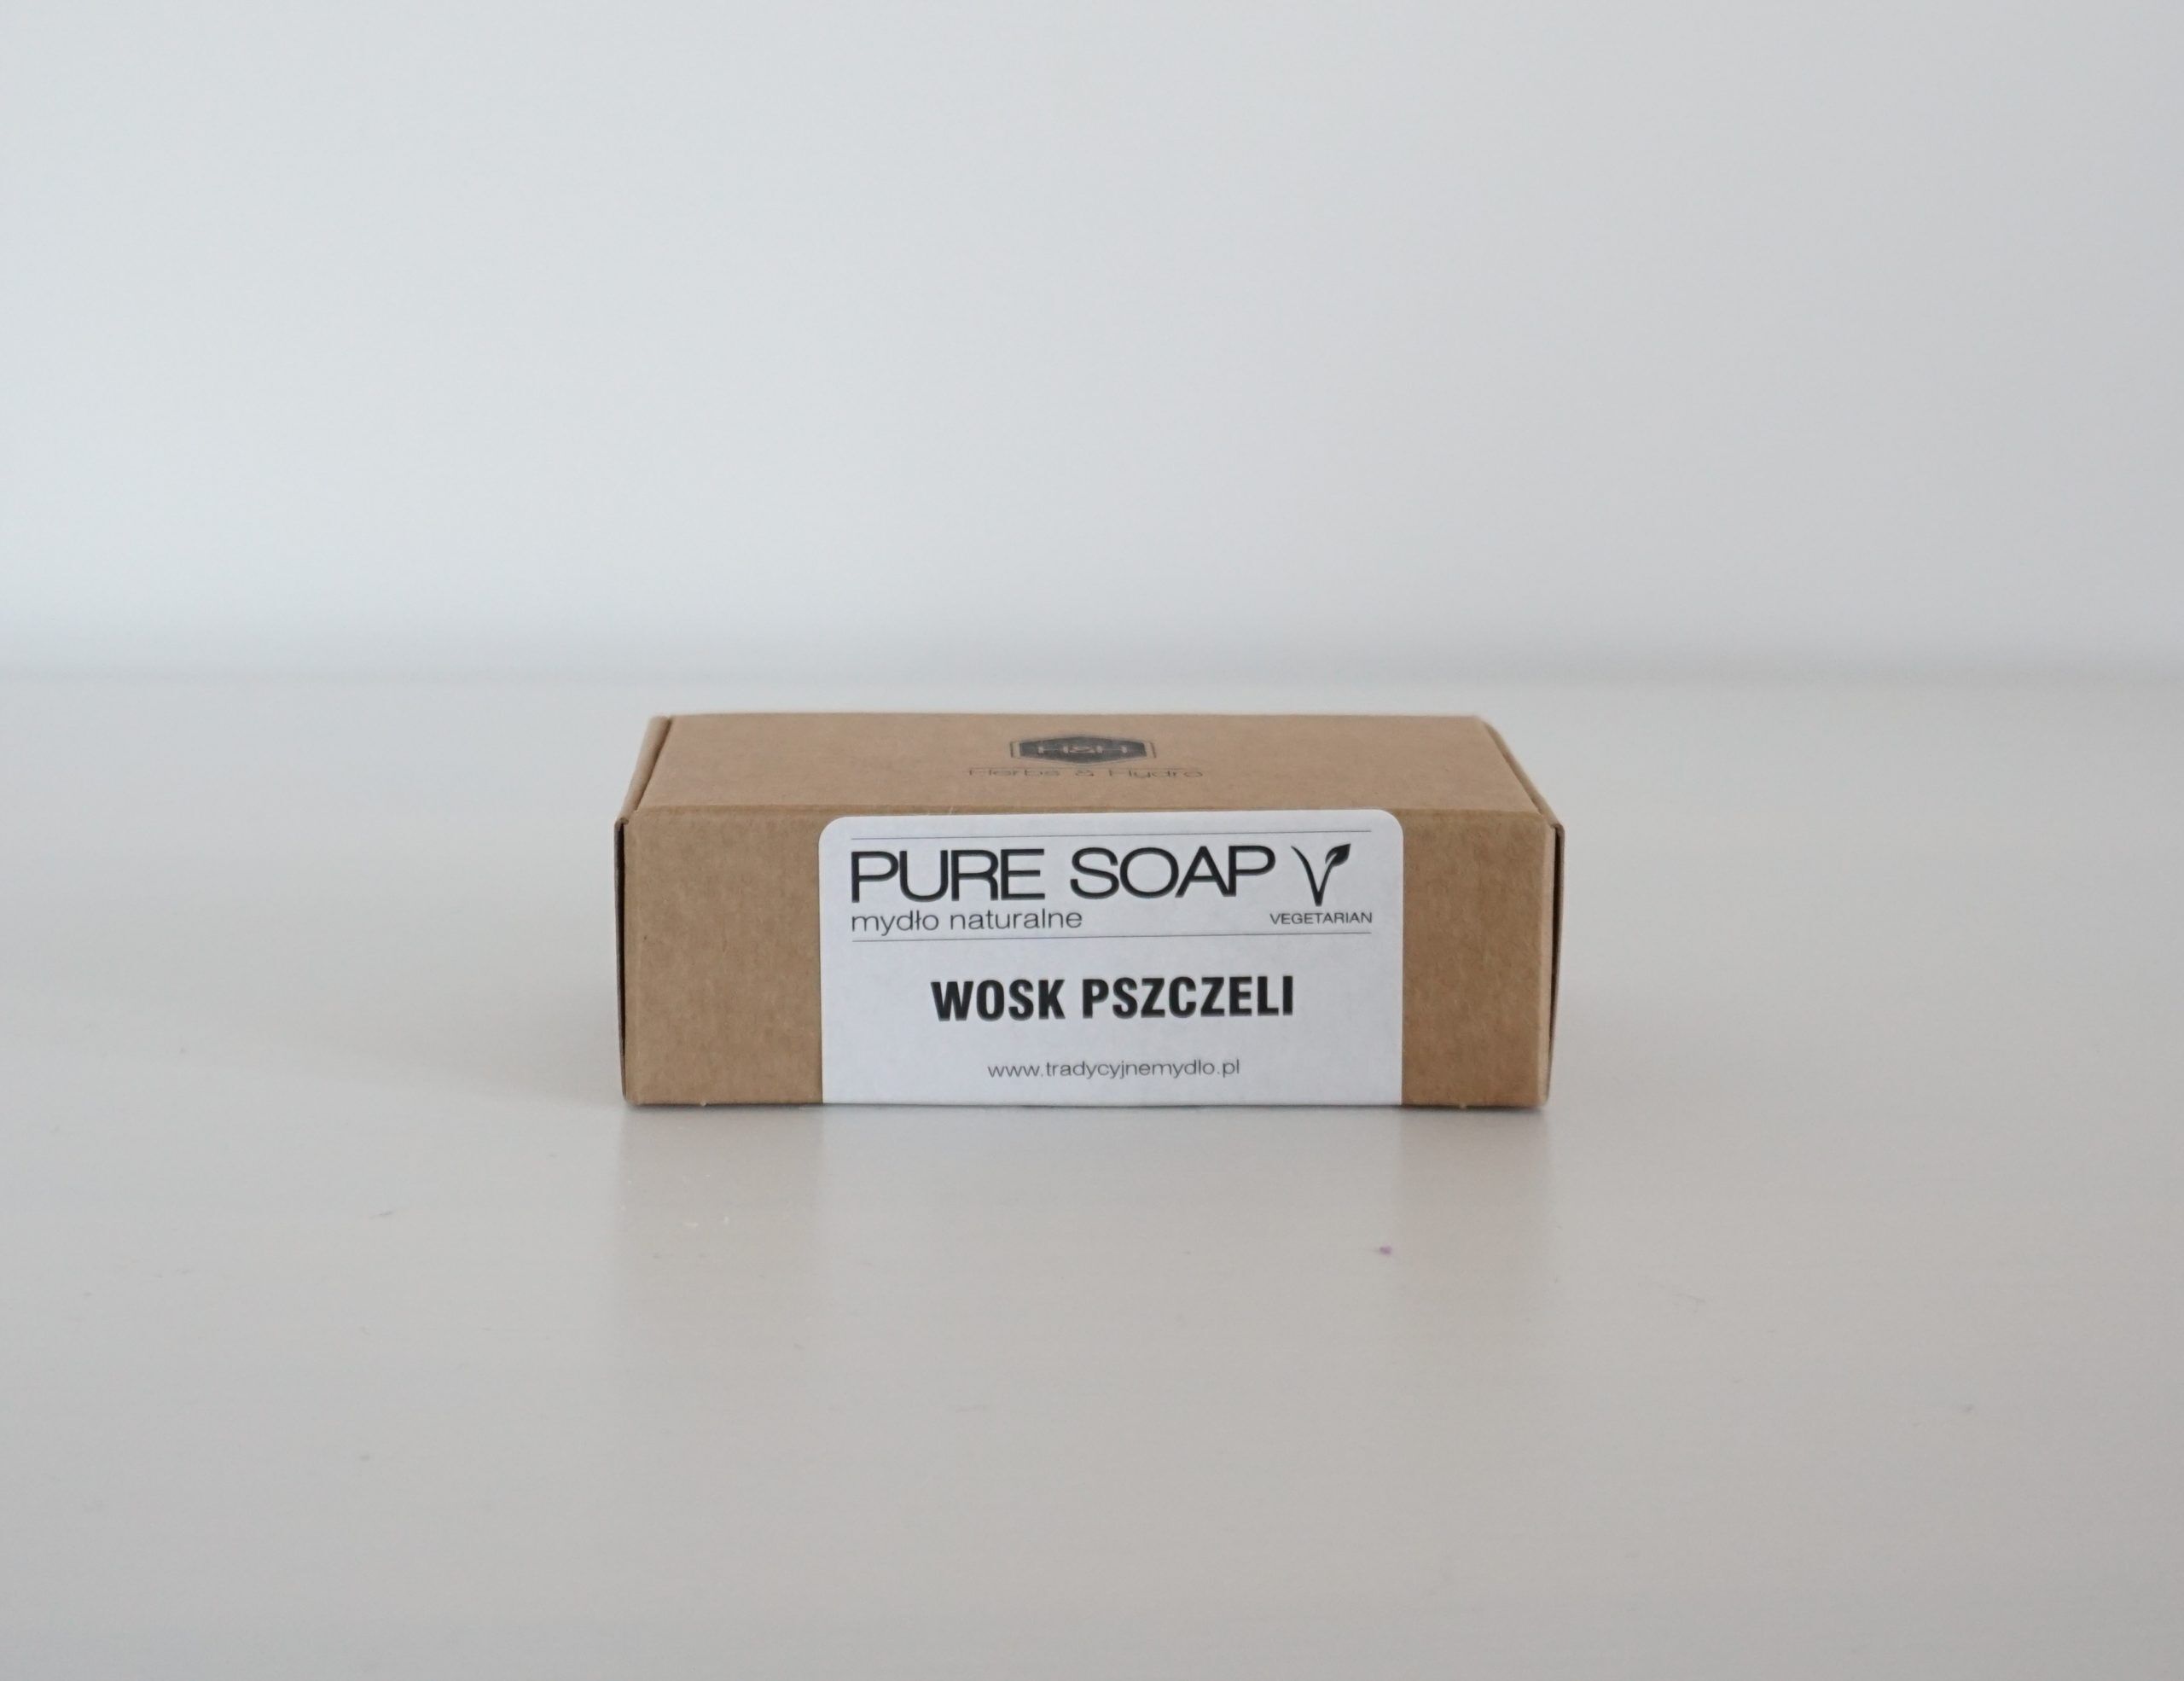 H&H
Herbs & Hydro
PURE SOAP
mydło naturalne
VEGETARIAN
WOSK PSZCZELI
www.tradycyjnemydlo.pl